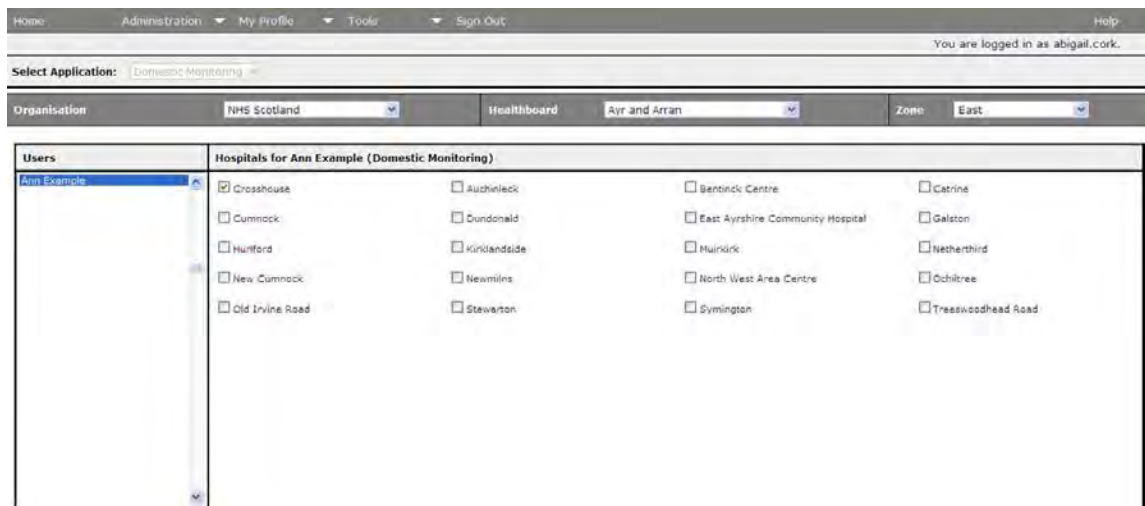 Home Administration My Profile Tools Sign Out Help
You are logged in as abigail.cork.
Select Application: Domestic Monitoring
Organisation NHS Scotland Healthboard Ayr and Arran Zone East
Users Hospitals for Ann Example (Domestic Monitoring)
Ann Example
Crosshouse Auchinleck Bentinck Centre Catrine
Cumnock Dundonald East Ayrshire Community Hospital Galston
Hurlford Kirklandside Muirkirk Netherthird
New Cumnock Newmilns North West Area Centre Ochiltree
Old Irvine Road Stewarton Symington Treeswoodhead Road